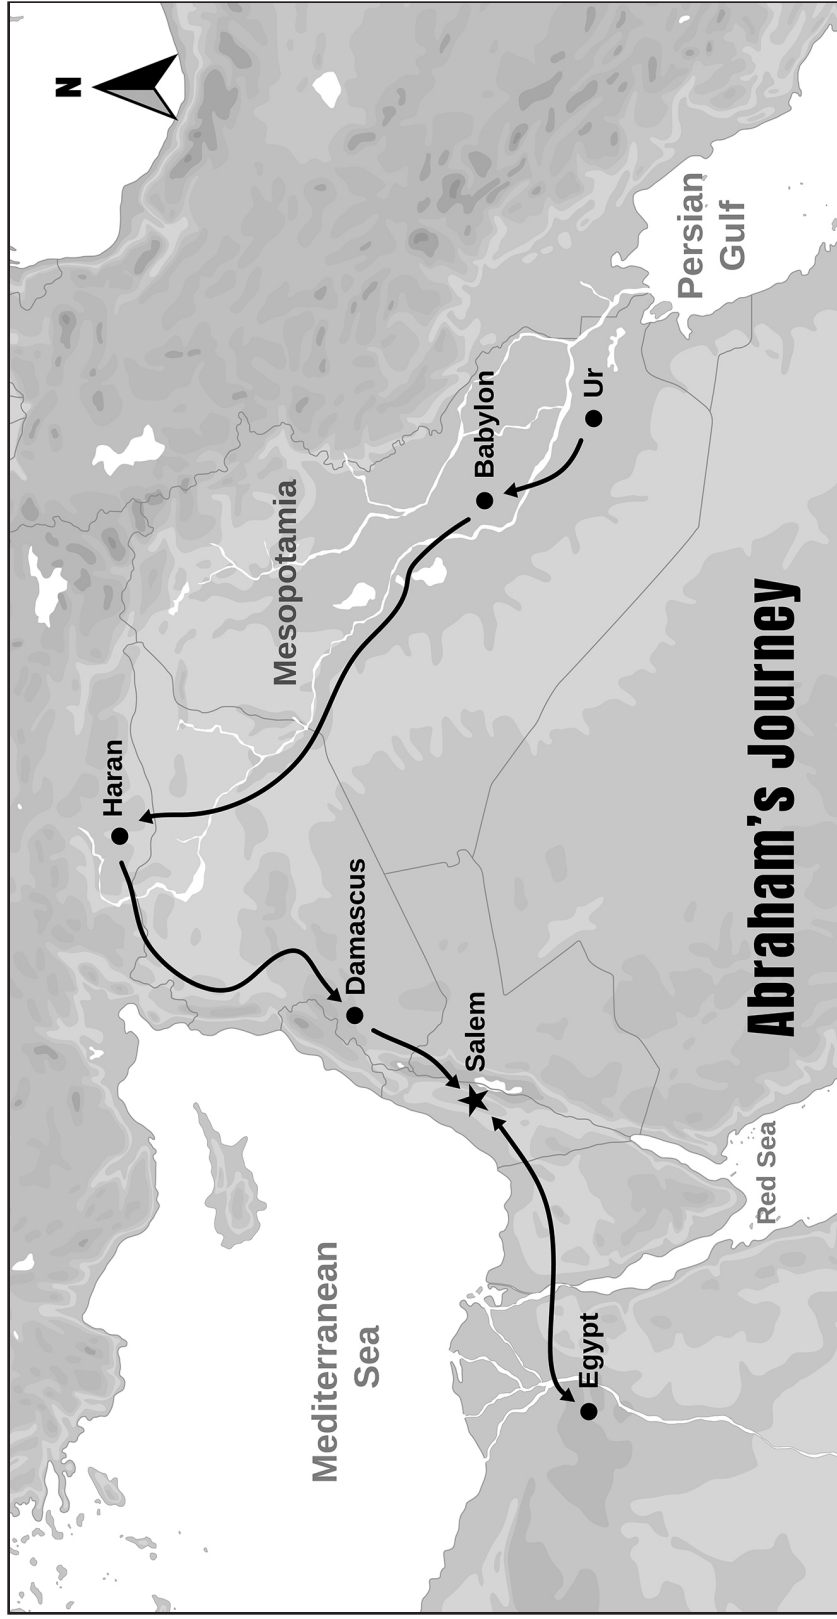 N
Haran
Mesopotamia
Babylon
Ur
Damascus
Salem
Persian
Gulf
Mediterranean
Sea
Egypt
Red Sea
Abraham’s Journey